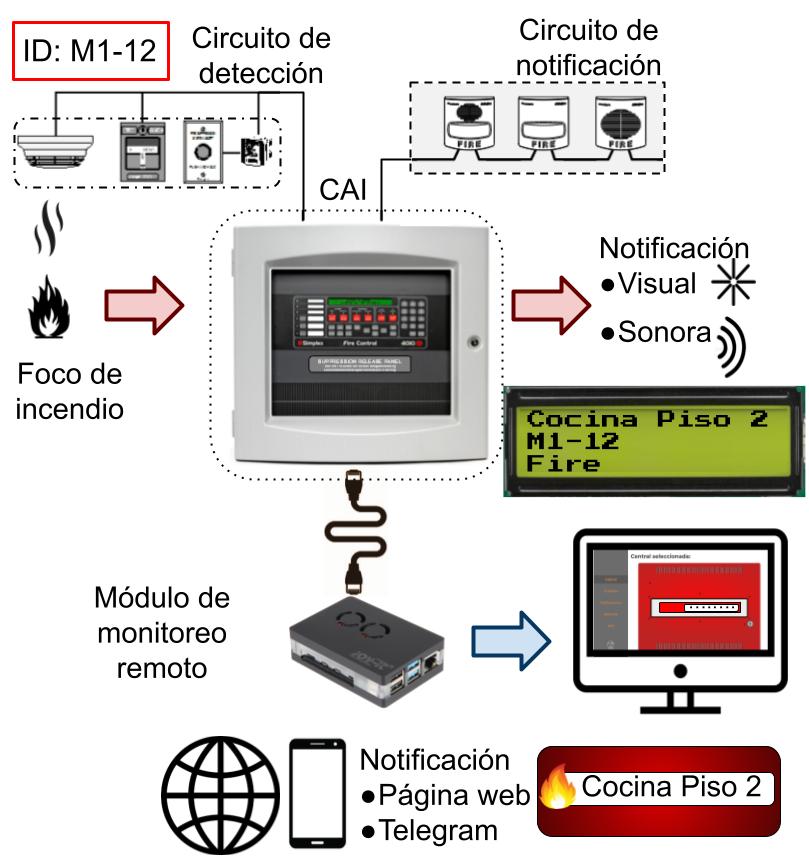 ID: M1-12
Circuito de
detección
Circuito de
notificación
FIRE
FIRE
FIRE
CAI
Simplex
Fire Control
4010
SUPPRESSION RELEASE PANEL
Foco de
incendio
Notificación
●Visual
●Sonora
Cocina Piso 2
M1-12
Fire
Módulo de
monitoreo
remoto
Central seleccionada:
Notificación
●Página web
●Telegram
Cocina Piso 2